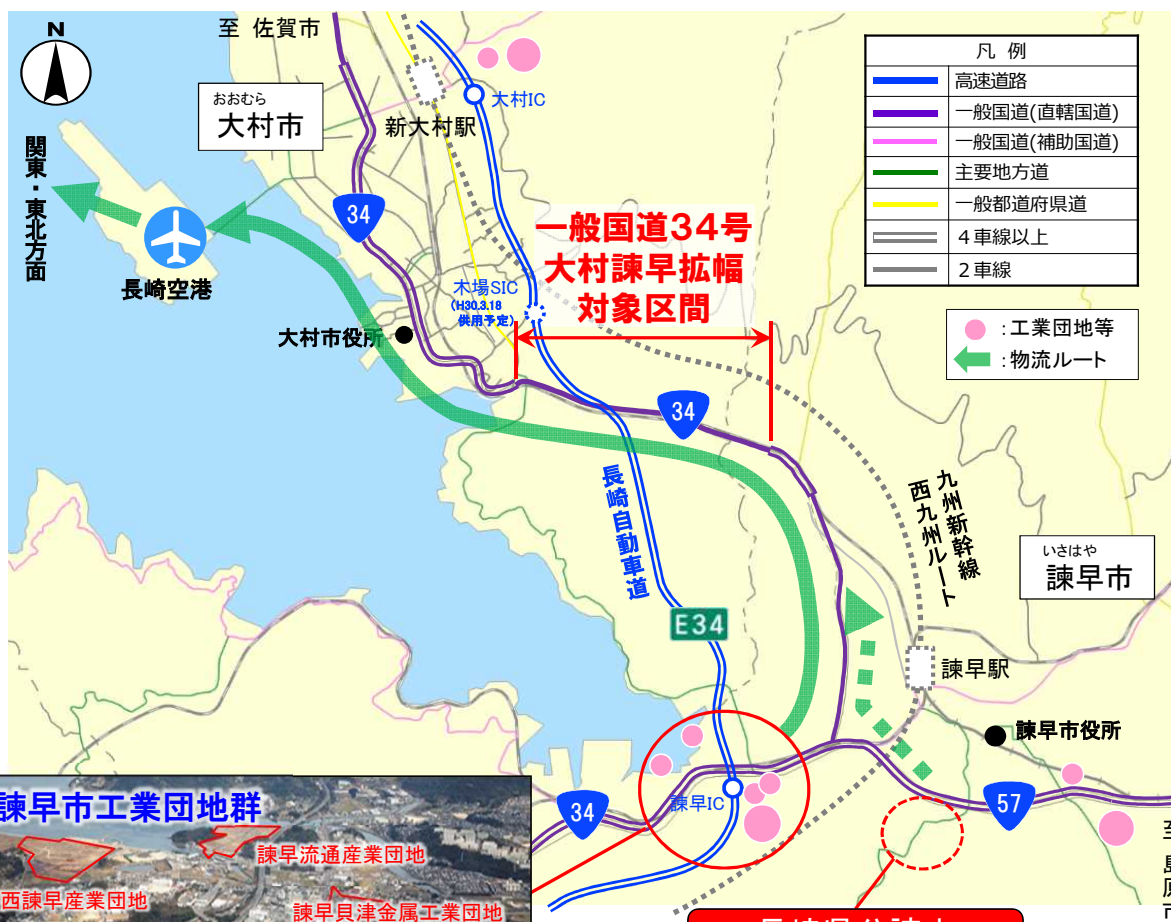 N
至 佐賀市
おおむら
大村市
新大村駅
大村IC
関東・東北方面
長崎空港
34
一般国道34号
大村諫早拡幅
対象区間
木場SIC
(H30.3.18
供用予定)
大村市役所
34
凡 例
高速道路
一般国道(直轄国道)
一般国道(補助国道)
主要地方道
一般都道府県道
4車線以上
2車線
:工業団地等
:物流ルート
長崎自動車道
九州新幹線
西九州ルート
いさはや
諫早市
E34
諫早駅
諫早市役所
諫早IC
34
57
諫早市工業団地群
諫早流通産業団地
西諫早産業団地
諫早貝津金属工業団地